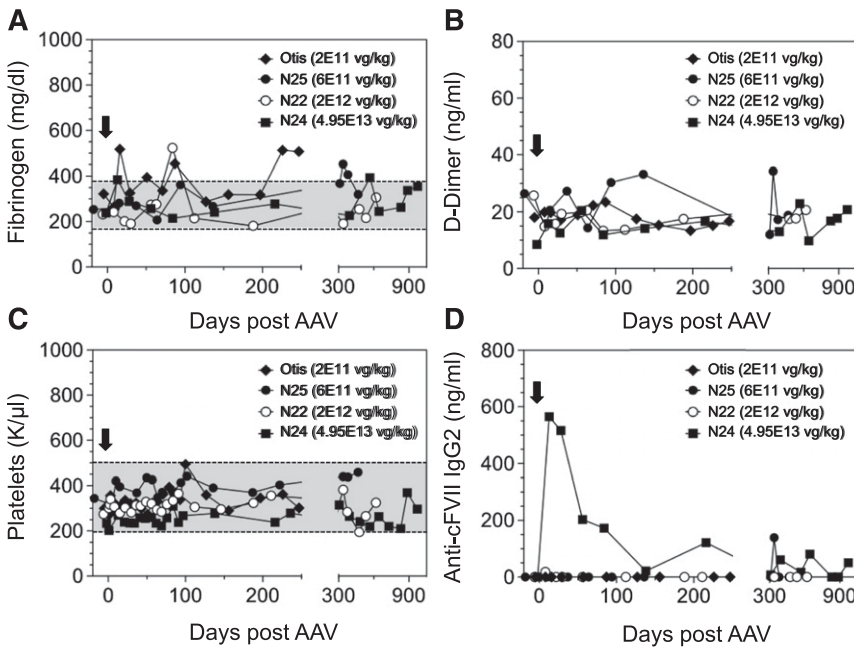 A
Fibrinogen (mg/dl)
1000
800
600
400
200
0
Otis (2E11 vg/kg)
N25 (6E11 vg/kg)
N22 (2E12 vg/kg)
N24 (4.95E13 vg/kg)
0
100
200
300
900
Days post AAV
B
D-Dimer (ng/ml)
80
60
40
20
0
Otis (2E11 vg/kg)
N25 (6E11 vg/kg)
N22 (2E12 vg/kg)
N24 (4.95E13 vg/kg)
0
100
200
300
900
Days post AAV
C
Platelets (K/µl)
1000
800
600
400
200
0
Otis (2E11 vg/kg)
N25 (6E11 vg/kg)
N22 (2E12 vg/kg)
N24 (4.95E13 vg/kg)
0
100
200
300
900
Days post AAV
D
Anti-cFVII IgG2 (ng/ml)
800
600
400
200
0
Otis (2E11 vg/kg)
N25 (6E11 vg/kg)
N22 (2E12 vg/kg)
N24 (4.95E13 vg/kg)
0
100
200
300
900
Days post AAV